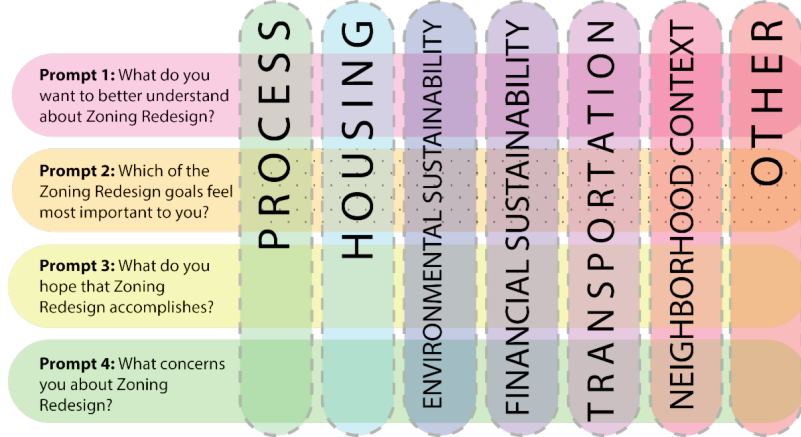 PROCESS
HOUSING
ENVIRONMENTAL SUSTAINABILITY
FINANCIAL SUSTAINABILITY
TRANSPORTATION
NEIGHBORHOOD CONTEXT
OTHER
Prompt 1: What do you
want to better understand
about Zoning Redesign?
Prompt 2: Which of the
Zoning Redesign goals feel
most important to you?
Prompt 3: What do you
hope that Zoning
Redesign accomplishes?
Prompt 4: What concerns
you about Zoning
Redesign?